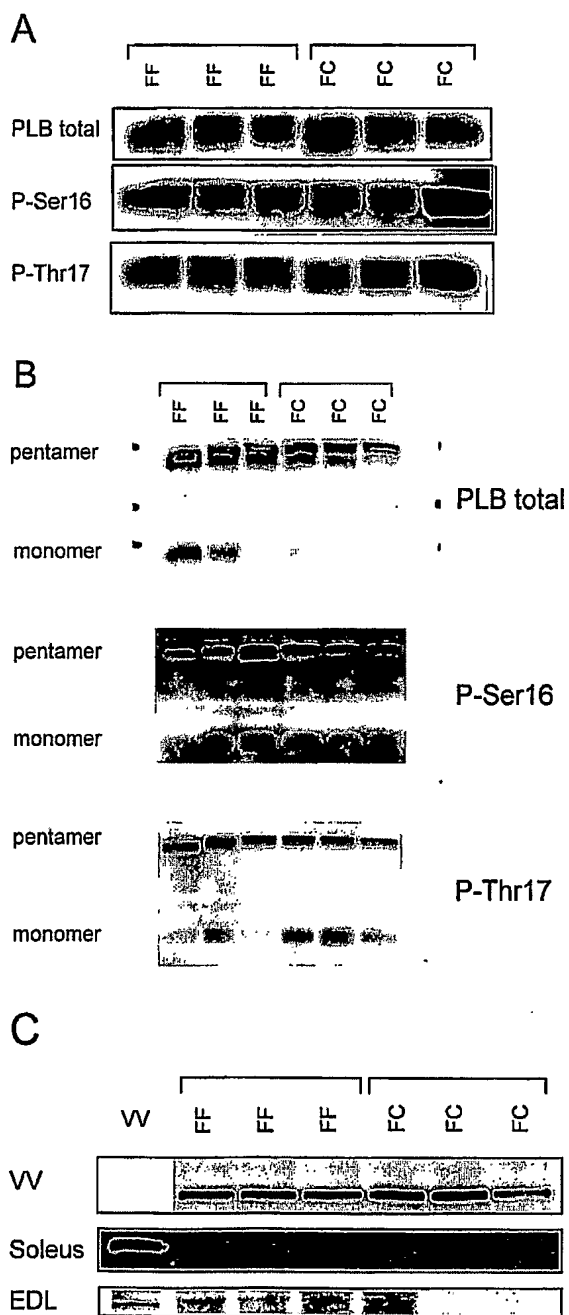 A
FF FF FF FC FC FC
PLB total
P-Ser16
P-Thr17
B
FF FF FF FC FC FC
pentamer
PLB total
monomer
pentamer
P-Ser16
monomer
pentamer
P-Thr17
monomer
C
VV FF FF FF FC FC FC
VV
Soleus
EDL